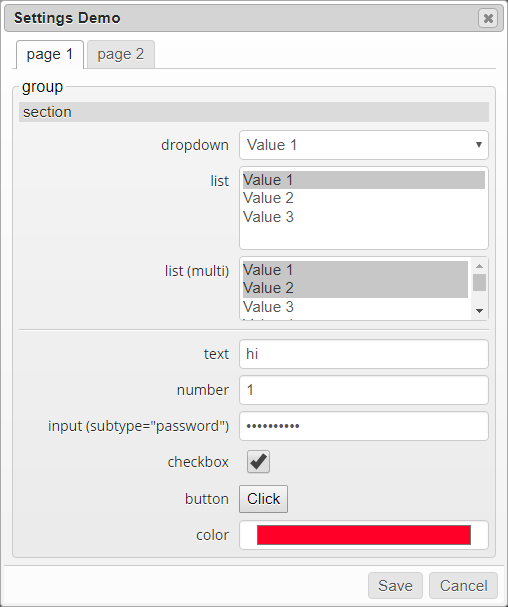 Settings Demo
page 1 page 2
group
section
dropdown Value 1
list Value 1
Value 2
Value 3
list (multi) Value 1
Value 2
Value 3
text hi
number 1
input (subtype="password") ••••••••••
checkbox
button Click
color
Save Cancel